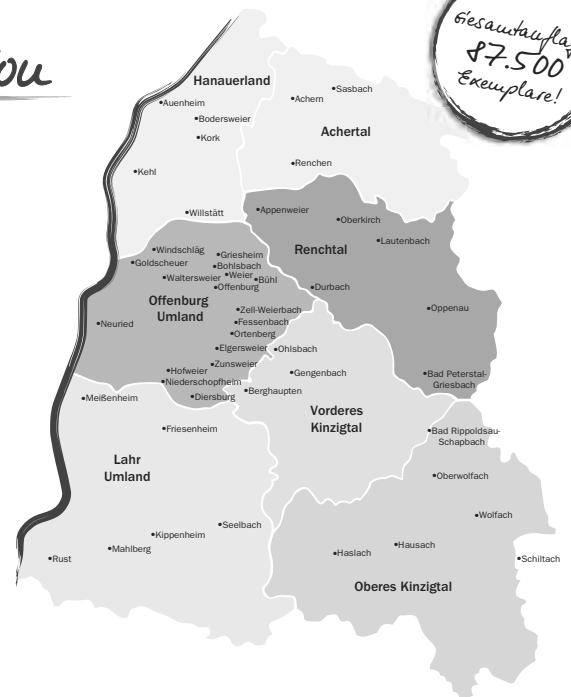 Gesamtauflage
87.500
Exemplare!
Hanauerland
•Sasbach
•Achern
•Auenheim
•Bodersweier
Achertal
•Kork
•Renchen
•Kehl
•Appenweier
•Willstätt
•Oberkirch
•Lautenbach
Renchtal
•Windschläg
•Griesheim
•Goldscheuer
•Bohlsbach
•Waltersweier
•Weier
•Bühl
•Offenburg
•Durbach
Offenburg
Umland
•Zell-Weierbach
•Oppenau
•Neuried
•Fessenbach
•Ortenberg
•Elgersweier
•Ohlsbach
•Zunsweier
•Hofweier
•Gengenbach
•Bad Peterstal-
Griesbach
•Niederschopfheim
•Berghaupten
•Diersburg
•Meißenheim
Vorderes
Kinzigtal
•Friesenheim
•Bad Rippoldsau-
Schapbach
Lahr
Umland
•Oberwolfach
•Wolfach
•Seelbach
•Kippenheim
•Mahlberg
•Hausach
•Haslach
•Rust
•Schiltach
Oberes Kinzigtal